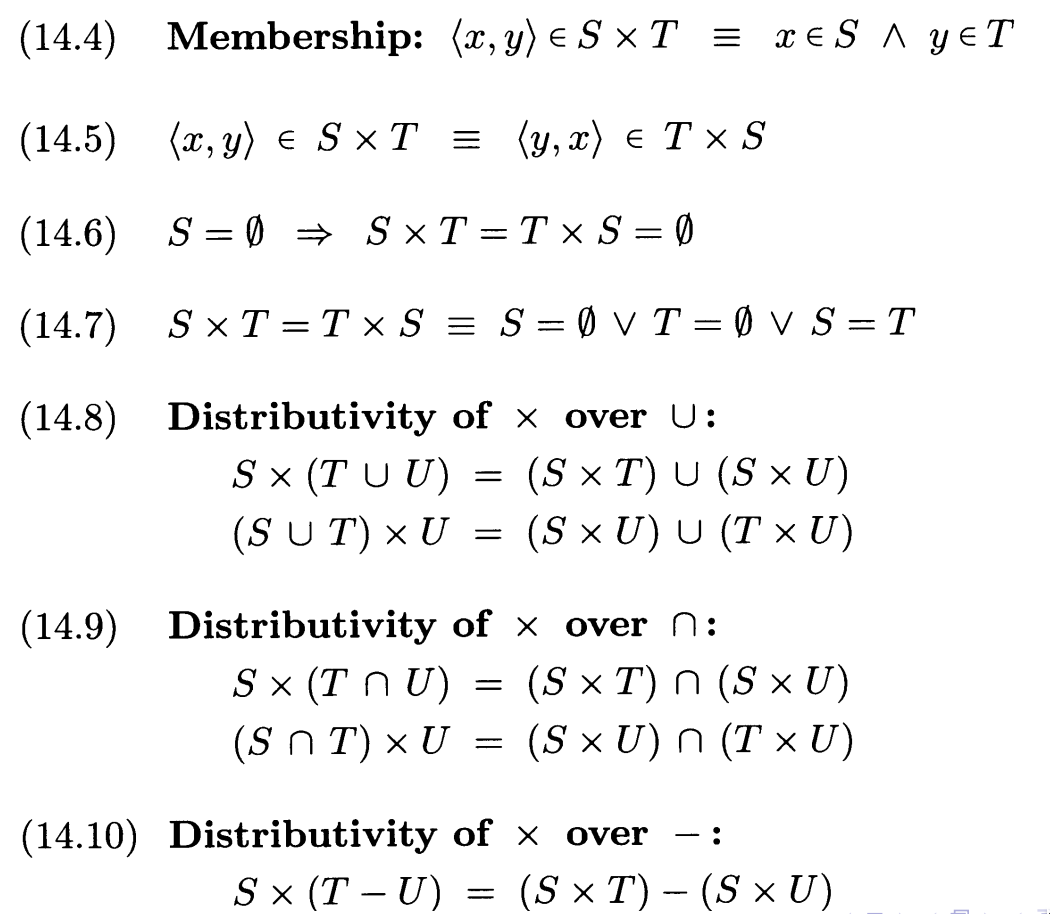 (14.4) Membership: ⟨x, y⟩ ∈ S × T ≡ x ∈ S ∧ y ∈ T
(14.5) ⟨x, y⟩ ∈ S × T ≡ ⟨y, x⟩ ∈ T × S
(14.6) S = ∅ ⇒ S × T = T × S = ∅
(14.7) S × T = T × S ≡ S = ∅ ∨ T = ∅ ∨ S = T
(14.8) Distributivity of × over ∪:
S × (T ∪ U) = (S × T) ∪ (S × U)
(S ∪ T) × U = (S × U) ∪ (T × U)
(14.9) Distributivity of × over ∩:
S × (T ∩ U) = (S × T) ∩ (S × U)
(S ∩ T) × U = (S × U) ∩ (T × U)
(14.10) Distributivity of × over −:
S × (T − U) = (S × T) − (S × U)